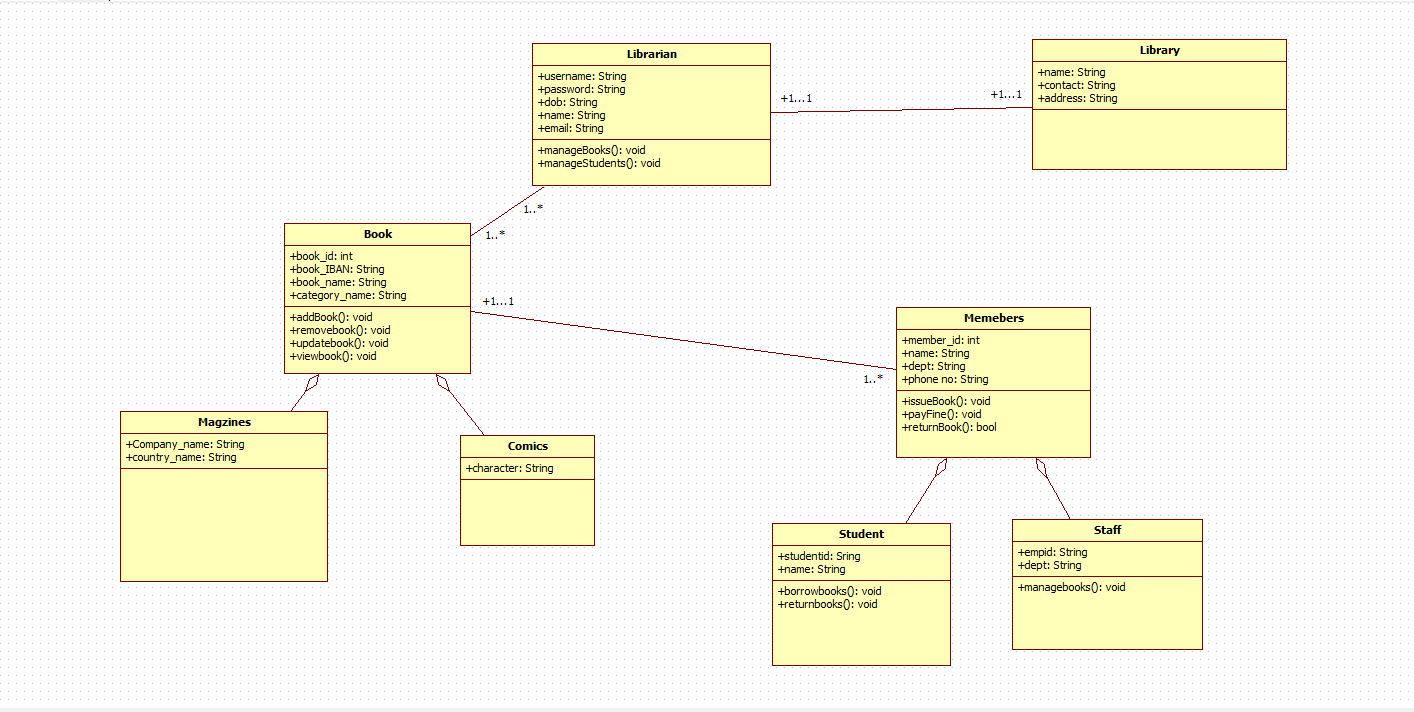 Librarian
+username: String
+password: String
+dob: String
+name: String
+email: String
+manageBooks(): void
+manageStudents(): void
+1...1
+1...1
Library
+name: String
+contact: String
+address: String
1..*
1..*
Book
+book_id: int
+book_IBAN: String
+book_name: String
+category_name: String
+addBook(): void
+removebook(): void
+updatebook(): void
+viewbook(): void
+1...1
1..*
Memebers
+member_id: int
+name: String
+dept: String
+phone no: String
+issueBook(): void
+payFine(): void
+returnBook(): bool
Magzines
+Company_name: String
+country_name: String
Comics
+character: String
Student
+studentid: Sring
+name: String
+borrowbooks(): void
+returnbooks(): void
Staff
+empid: String
+dept: String
+managebooks(): void